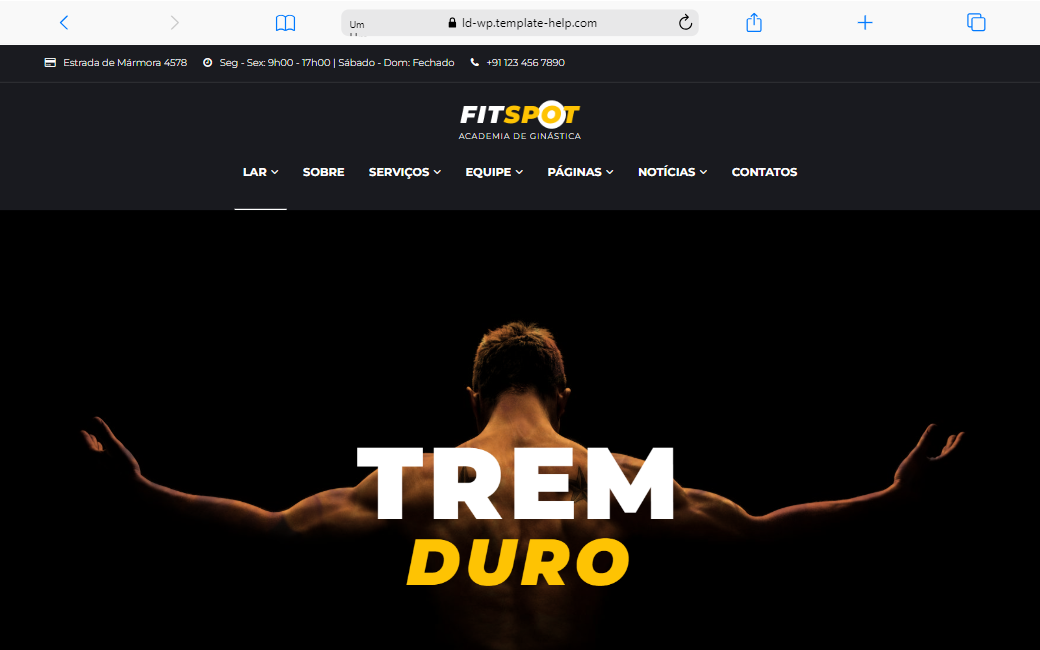 Um
ld-wp.template-help.com
Estrada de Mármora 4578 Seg - Sex: 9h00 - 17h00 | Sábado - Dom: Fechado +91 123 456 7890
FITSPOT
ACADEMIA DE GINÁSTICA
LAR SOBRE SERVIÇOS EQUIPE PÁGINAS NOTÍCIAS CONTATOS
TREM
DURO